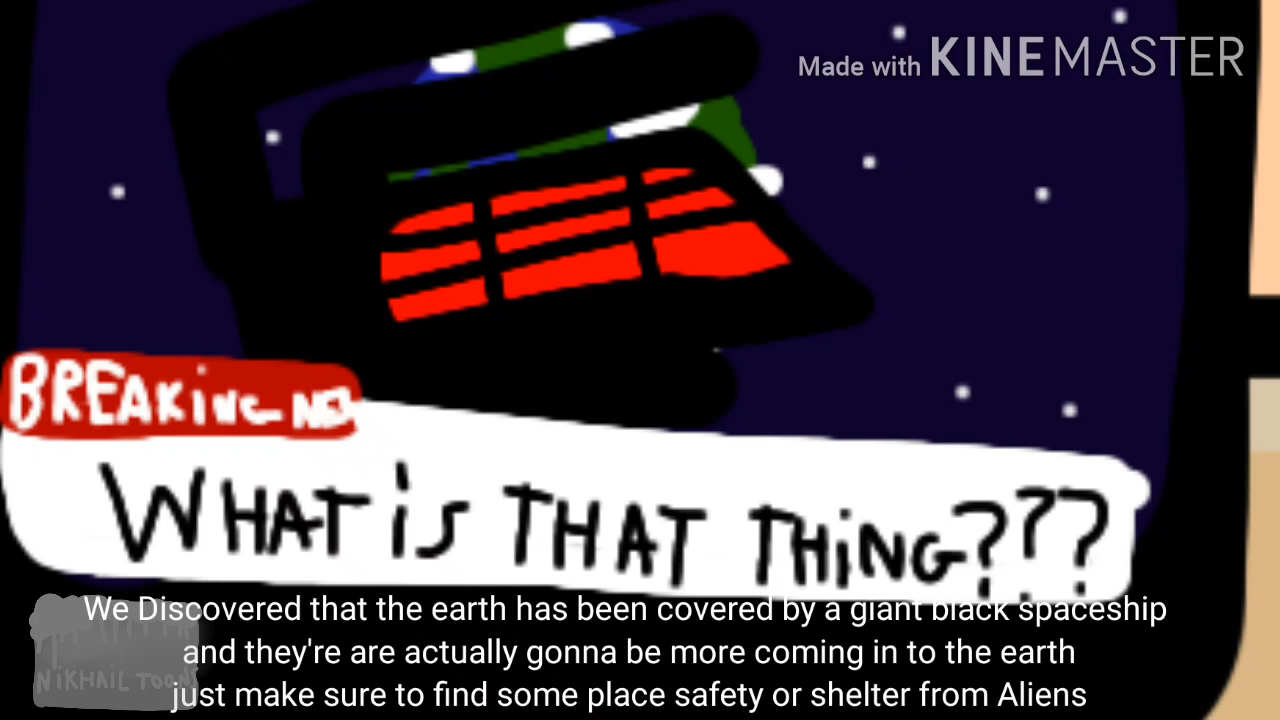 Made with KINEMASTER
BREAKING NEW
WHAT iS THAT THiNG???
We Discovered that the earth has been covered by a giant black spaceship
and they're are actually gonna be more coming in to the earth
just make sure to find some place safety or shelter from Aliens
NiKHAIL TOONS